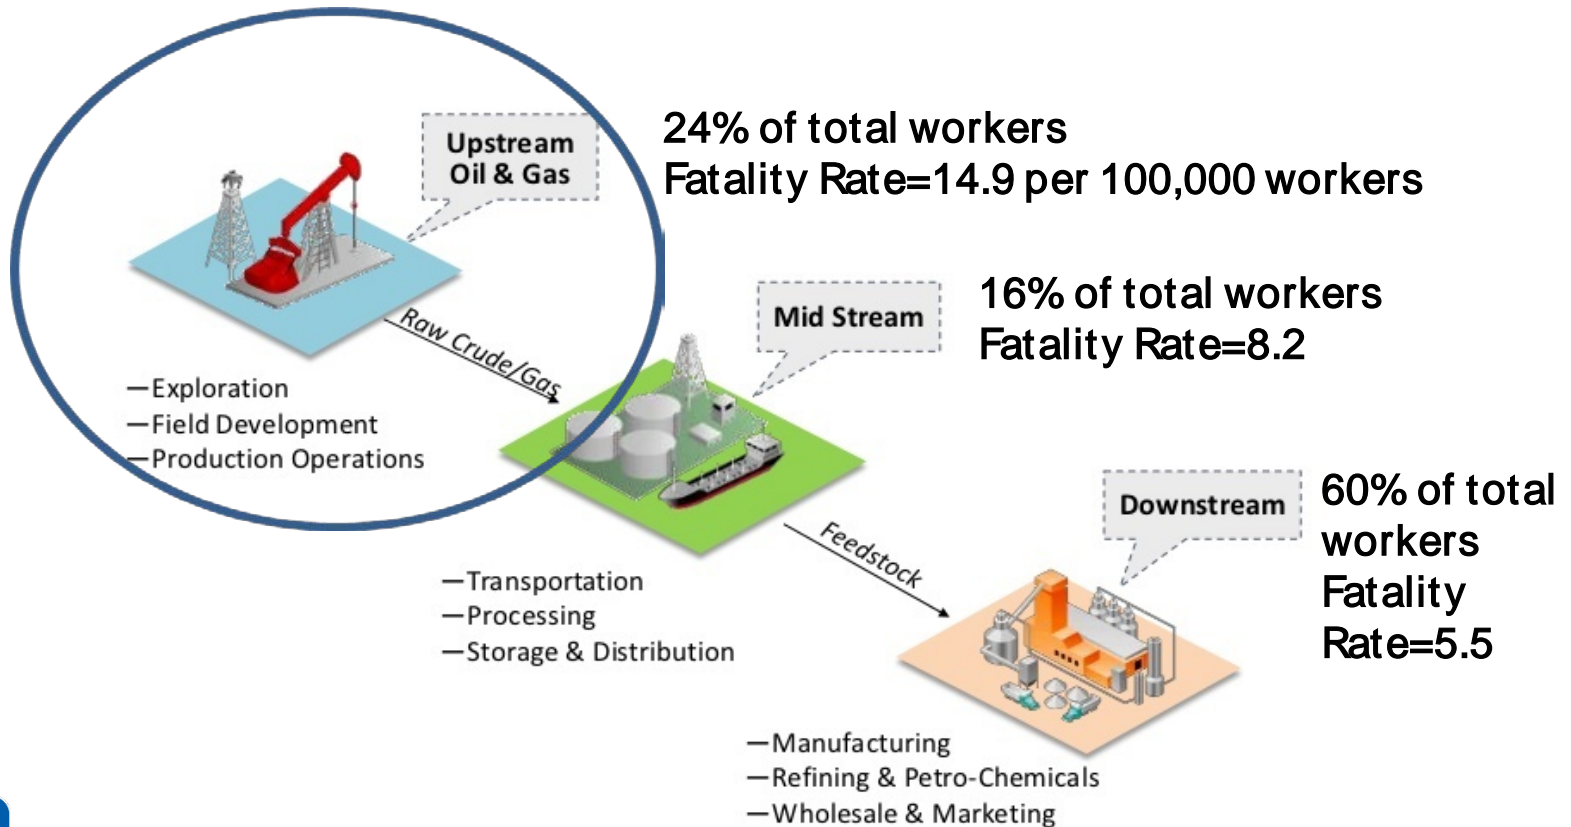 Upstream
Oil & Gas
24% of total workers
Fatality Rate=14.9 per 100,000 workers
Raw Crude/Gas
—Exploration
—Field Development
—Production Operations
Mid Stream
16% of total workers
Fatality Rate=8.2
Feedstock
—Transportation
—Processing
—Storage & Distribution
Downstream
60% of total
workers
Fatality
Rate=5.5
—Manufacturing
—Refining & Petro-Chemicals
—Wholesale & Marketing